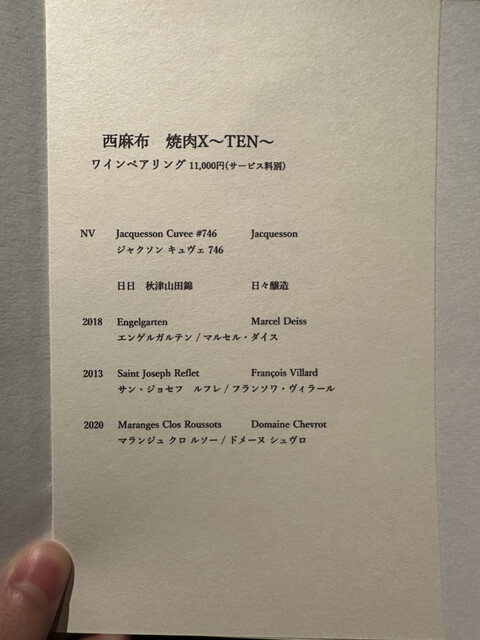 西麻布 焼肉X〜TEN〜
ワインペアリング 11,000円(サービス料別)
NV Jacquesson Cuvee #746 Jacquesson
ジャクソン キュヴェ 746
日日 秋津山田錦 日々醸造
2018 Engelgarten Marcel Deiss
エンゲルガルテン / マルセル・ダイス
2013 Saint Joseph Reflet François Villard
サン・ジョセフ ルフレ / フランソワ・ヴィラール
2020 Maranges Clos Roussots Domaine Chevrot
マランジュ クロ ルソー / ドメーヌ シュヴロ